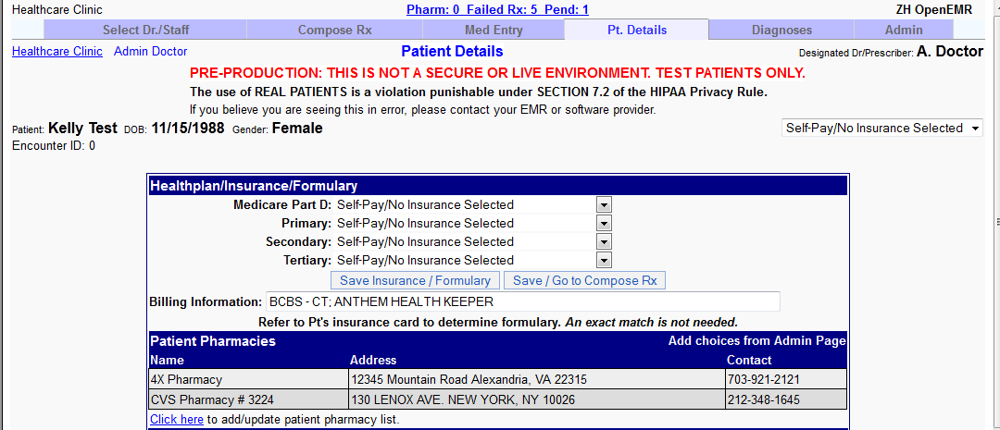 Healthcare Clinic Pharm: 0 Failed Rx: 5 Pend: 1 ZH OpenEMR
Select Dr./Staff Compose Rx Med Entry Pt. Details Diagnoses Admin
Healthcare Clinic Admin Doctor Patient Details Designated Dr/Prescriber: A. Doctor
PRE-PRODUCTION: THIS IS NOT A SECURE OR LIVE ENVIRONMENT. TEST PATIENTS ONLY.
The use of REAL PATIENTS is a violation punishable under SECTION 7.2 of the HIPAA Privacy Rule.
If you believe you are seeing this in error, please contact your EMR or software provider.
Patient: Kelly Test DOB: 11/15/1988 Gender: Female Self-Pay/No Insurance Selected
Encounter ID: 0
Healthplan/Insurance/Formulary
Medicare Part D: Self-Pay/No Insurance Selected
Primary: Self-Pay/No Insurance Selected
Secondary: Self-Pay/No Insurance Selected
Tertiary: Self-Pay/No Insurance Selected
Save Insurance / Formulary Save / Go to Compose Rx
Billing Information: BCBS - CT; ANTHEM HEALTH KEEPER
Refer to Pt's insurance card to determine formulary. An exact match is not needed.
Patient Pharmacies Add choices from Admin Page
Name Address Contact
4X Pharmacy 12345 Mountain Road Alexandria, VA 22315 703-921-2121
CVS Pharmacy # 3224 130 LENOX AVE. NEW YORK, NY 10026 212-348-1645
Click here to add/update patient pharmacy list.